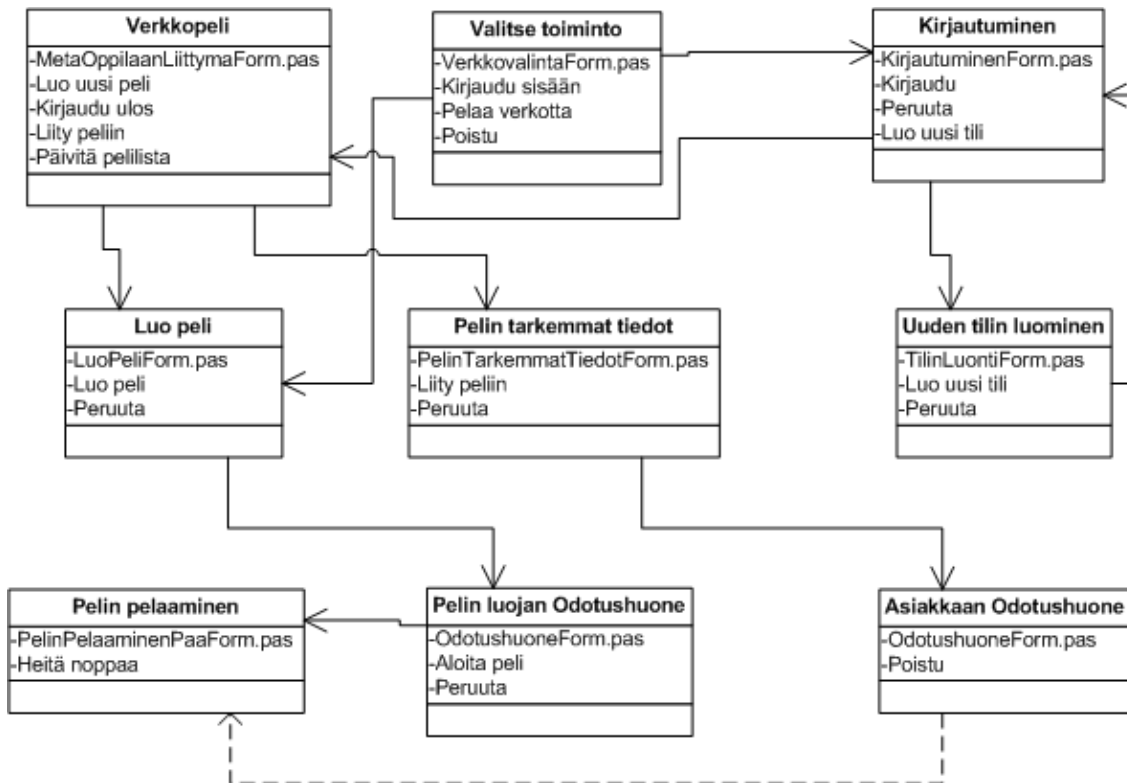 Verkkopeli
-MetaOppilaanLiittymaForm.pas
-Luo uusi peli
-Kirjaudu ulos
-Liity peliin
-Päivitä pelilista
Valitse toiminto
-VerkkovalintaForm.pas
-Kirjaudu sisään
-Pelaa verkotta
-Poistu
Kirjautuminen
-KirjautuminenForm.pas
-Kirjaudu
-Peruuta
-Luo uusi tili
Luo peli
-LuoPeliForm.pas
-Luo peli
-Peruuta
Pelin tarkemmat tiedot
-PelinTarkemmatTiedotForm.pas
-Liity peliin
-Peruuta
Uuden tilin luominen
-TilinLuontiForm.pas
-Luo uusi tili
-Peruuta
Pelin pelaaminen
-PelinPelaaminenPaaForm.pas
-Heitä noppaa
Pelin luojan Odotushuone
-OdotushuoneForm.pas
-Aloita peli
-Peruuta
Asiakkaan Odotushuone
-OdotushuoneForm.pas
-Poistu